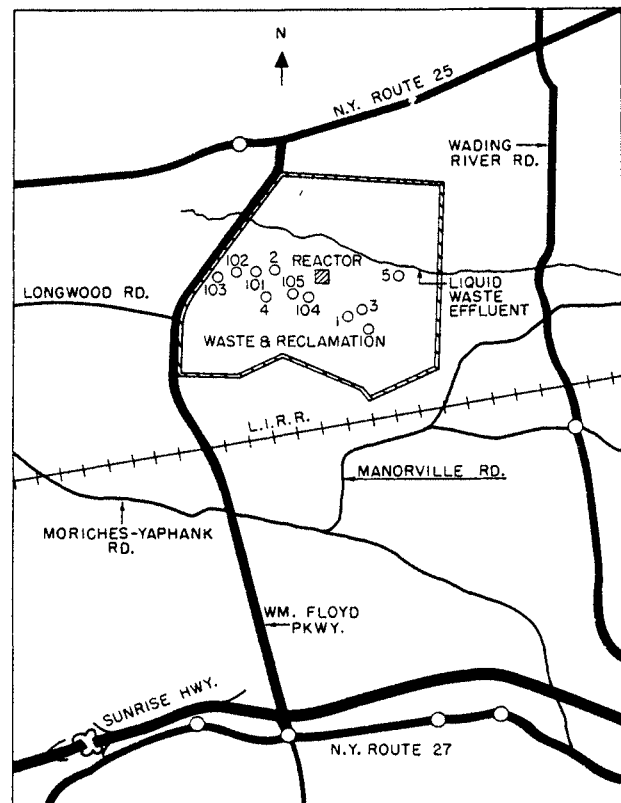 N
N.Y. ROUTE 25
WADING
RIVER RD.
102
2
REACTOR
103
101
105
5
LONGWOOD RD.
4
104
1
3
LIQUID
WASTE
EFFLUENT
WASTE & RECLAMATION
L.I.R.R.
MANORVILLE RD.
MORICHES-YAPHANK
RD.
WM. FLOYD
PKWY.
SUNRISE HWY.
N.Y. ROUTE 27